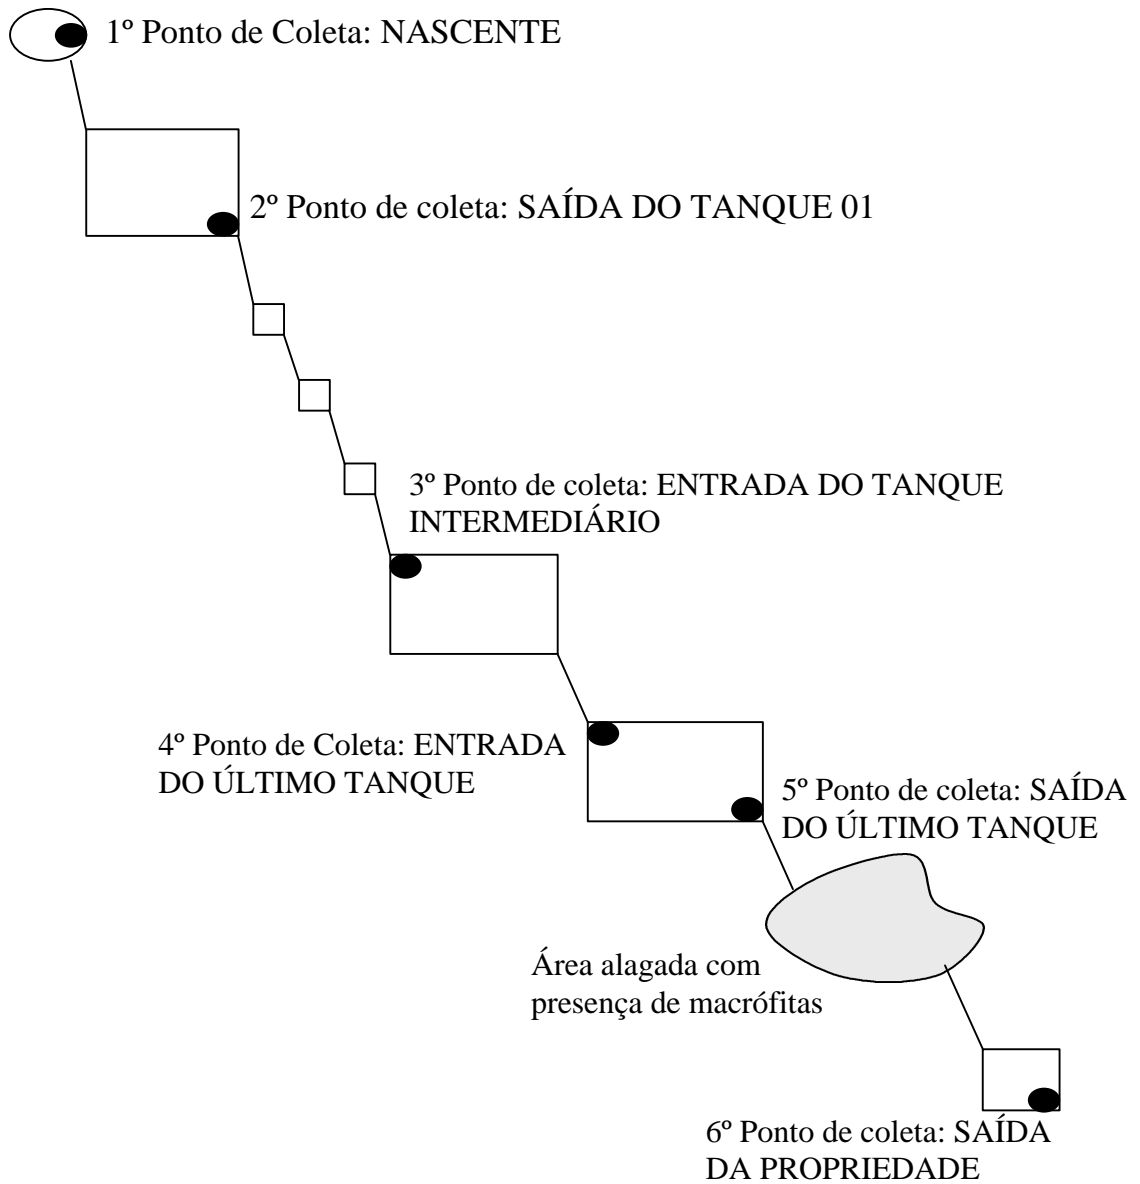 1º Ponto de Coleta: NASCENTE
2º Ponto de coleta: SAÍDA DO TANQUE 01
3º Ponto de coleta: ENTRADA DO TANQUE
INTERMEDIÁRIO
4º Ponto de Coleta: ENTRADA
DO ÚLTIMO TANQUE
5º Ponto de coleta: SAÍDA
DO ÚLTIMO TANQUE
Área alagada com
presença de macrófitas
6º Ponto de coleta: SAÍDA
DA PROPRIEDADE